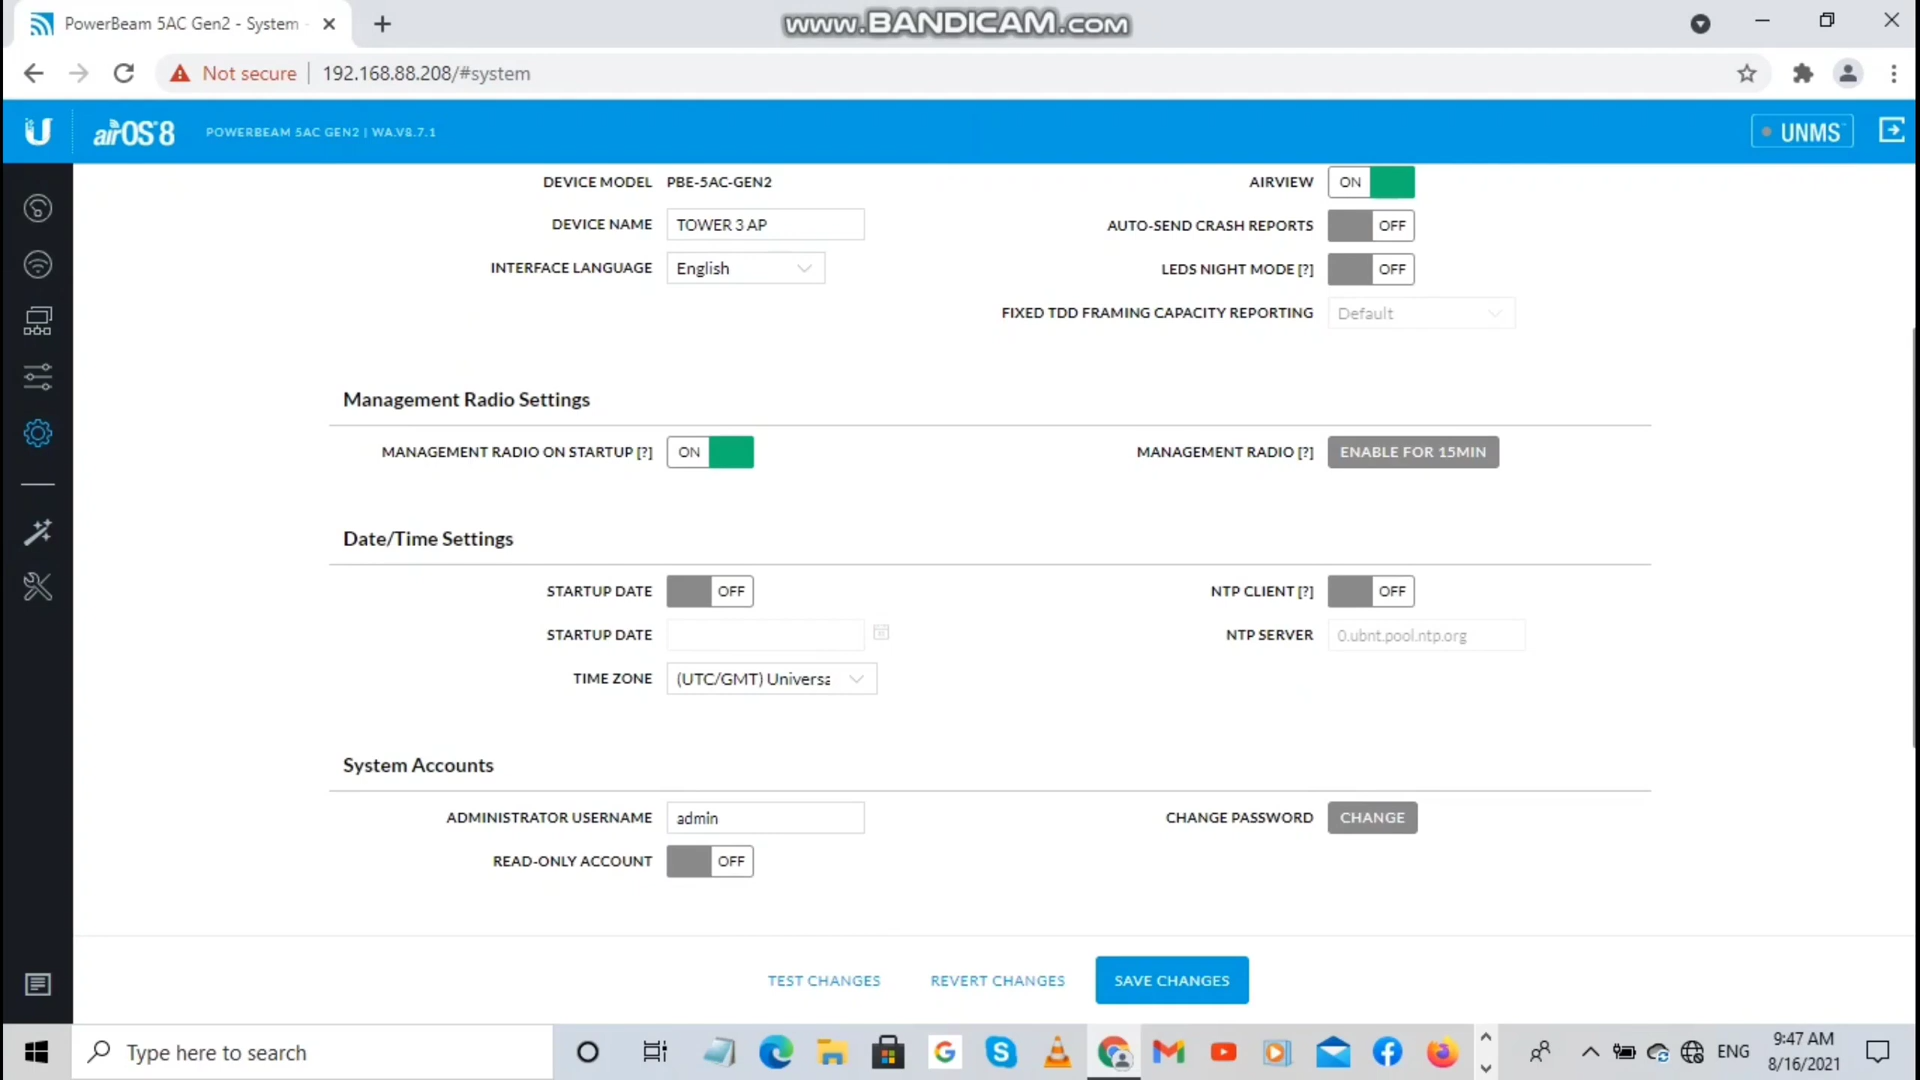 PowerBeam 5AC Gen2 - System -
www.BANDICAM.com
Not secure
192.168.88.208/#system
airOS 8
POWERBEAM 5AC GEN2 | WA.V8.7.1
UNMS
DEVICE MODEL PBE-5AC-GEN2
AIRVIEW ON
DEVICE NAME TOWER 3 AP
AUTO-SEND CRASH REPORTS OFF
INTERFACE LANGUAGE English
LEDS NIGHT MODE [?] OFF
FIXED TDD FRAMING CAPACITY REPORTING Default
Management Radio Settings
MANAGEMENT RADIO ON STARTUP [?] ON
MANAGEMENT RADIO [?] ENABLE FOR 15MIN
Date/Time Settings
STARTUP DATE OFF
NTP CLIENT [?] OFF
STARTUP DATE
NTP SERVER 0.ubnt.pool.ntp.org
TIME ZONE (UTC/GMT) Universa
System Accounts
ADMINISTRATOR USERNAME admin
CHANGE PASSWORD CHANGE
READ-ONLY ACCOUNT OFF
TEST CHANGES
REVERT CHANGES
SAVE CHANGES
Type here to search
ENG
9:47 AM
8/16/2021